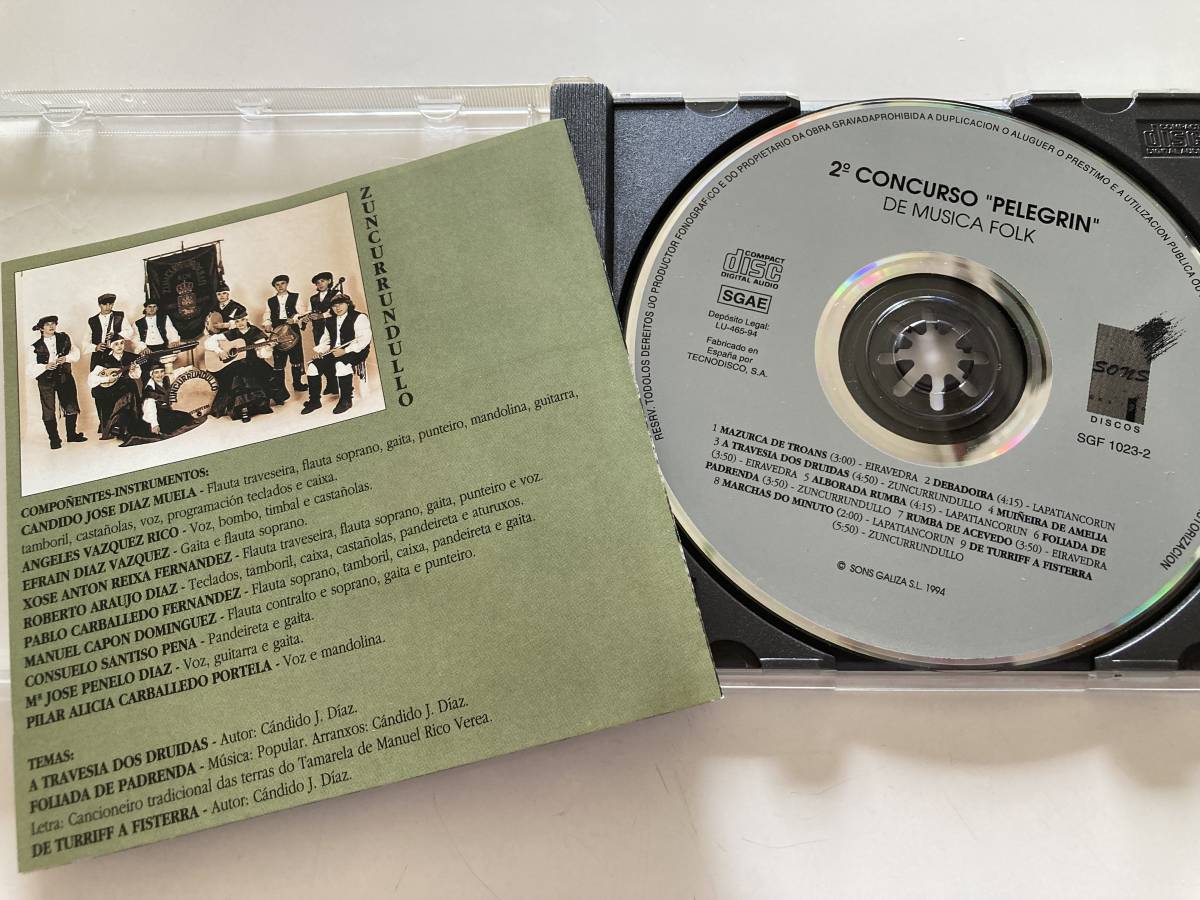 ZUNCURRUNDULLO
ZUNCURRUNDULLO
COMPOÑENTES-INSTRUMENTOS:
CANDIDO JOSE DIAZ MUELA - Flauta traveseira, flauta soprano, gaita, punteiro, mandolina, guitarra,
tamboril, castañolas, voz, programación teclados e caixa.
ANGELES VAZQUEZ RICO - Voz, bombo, timbal e castañolas.
EFRAIN DIAZ VAZQUEZ - Gaita e flauta soprano.
XOSE ANTON REIXA FERNANDEZ - Flauta traveseira, flauta soprano, gaita, punteiro e voz.
ROBERTO ARAUJO DIAZ - Teclados, tamboril, caixa, castañolas, pandeireta e aturuxos.
PABLO CARBALLEDO FERNANDEZ - Flauta soprano, tamboril, caixa, pandeireta e gaita.
MANUEL CAPON DOMINGUEZ - Flauta contralto e soprano, gaita e punteiro.
CONSUELO SANTISO PENA - Pandeireta e gaita.
Mª JOSE PENELO DIAZ - Voz, guitarra e gaita.
PILAR ALICIA CARBALLEDO PORTELA - Voz e mandolina.
TEMAS:
A TRAVESIA DOS DRUIDAS - Autor: Cándido J. Díaz.
FOLIADA DE PADRENDA - Música: Popular. Arranxos: Cándido J. Díaz.
Letra: Cancioneiro tradicional das terras do Tamarela de Manuel Rico Verea.
DE TURRIFF A FISTERRA - Autor: Cándido J. Díaz.
RESRV. TODOLOS DEREITOS DO PRODUCTOR FONOGRAFICO E DO PROPIETARIO DA OBRA GRAVADAPROHIBIDA A DUPLICACION O ALUGUER O PRESTIMO E A UTILIZACION PUBLICA OU
2º CONCURSO "PELEGRIN"
DE MUSICA FOLK
COMPACT
disc
DIGITAL AUDIO
SGAE
Depósito Legal:
LU-465-94
Fabricado en
España por
TECNODISCO, S.A.
SONS
DISCOS
SGF 1023-2
1 MAZURCA DE TROANS (3:00) - EIRAVEDRA 2 DEBADOIRA (4:15) - LAPATIANCORUN
3 A TRAVESIA DOS DRUIDAS (4:50) - ZUNCURRUNDULLO 4 MUIÑEIRA DE AMELIA
(3:50) - EIRAVEDRA 5 ALBORADA RUMBA (4:15) - LAPATIANCORUN 6 FOLIADA DE
PADRENDA (3:50) - ZUNCURRUNDULLO 7 RUMBA DE ACEVEDO (3:50) - EIRAVEDRA
8 MARCHAS DO MINUTO (2:00) - LAPATIANCORUN 9 DE TURRIFF A FISTERRA
(5:50) - ZUNCURRUNDULLO
© SONS GALIZA S.L. 1994
COMPACT
disc
DIGITAL AUDIO